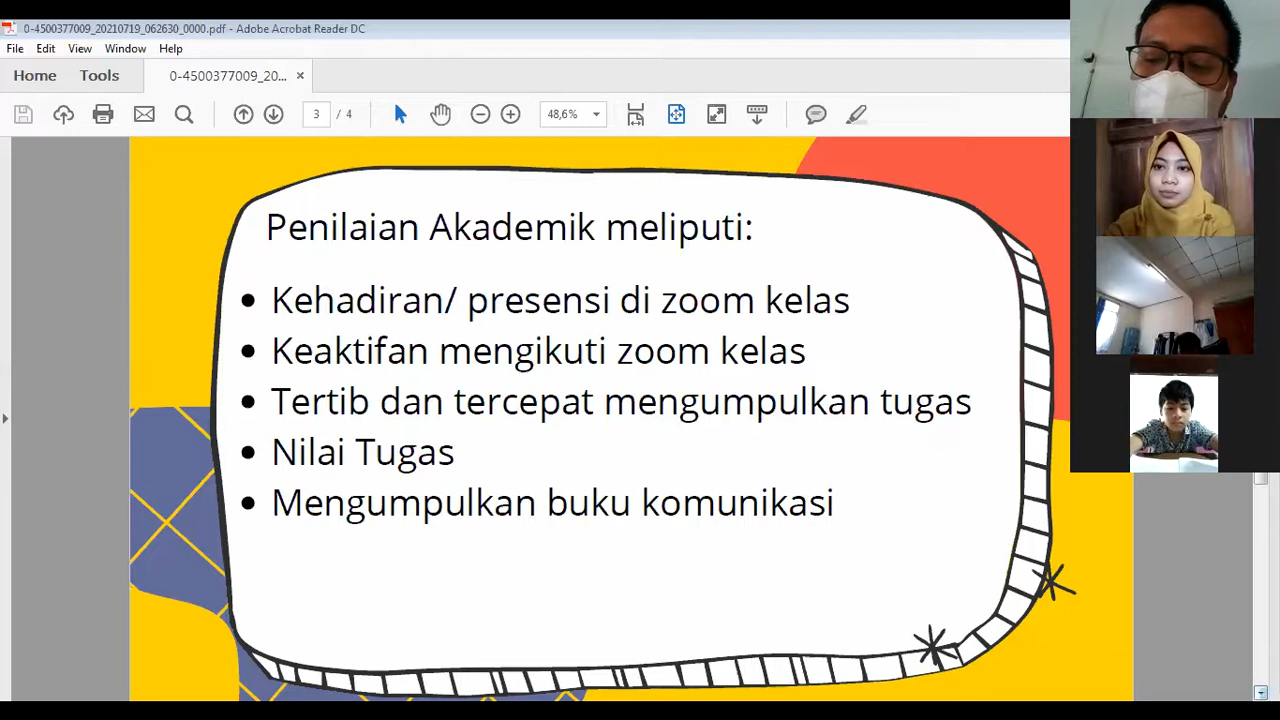 0-4500377009_20210719_062630_0000.pdf - Adobe Acrobat Reader DC
File Edit View Window Help
Home Tools 0-4500377009_20... ×
3 / 4 48,6%
Penilaian Akademik meliputi:
• Kehadiran/ presensi di zoom kelas
• Keaktifan mengikuti zoom kelas
• Tertib dan tercepat mengumpulkan tugas
• Nilai Tugas
• Mengumpulkan buku komunikasi